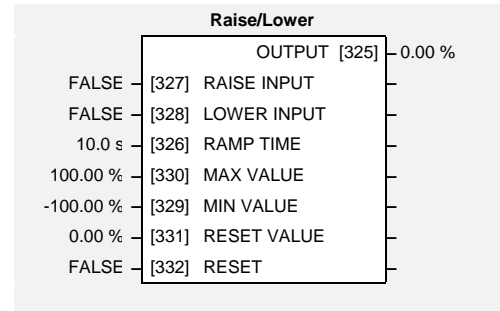 Raise/Lower
OUTPUT [325] 0.00 %
FALSE [327] RAISE INPUT
FALSE [328] LOWER INPUT
10.0 s [326] RAMP TIME
100.00 % [330] MAX VALUE
-100.00 % [329] MIN VALUE
0.00 % [331] RESET VALUE
FALSE [332] RESET